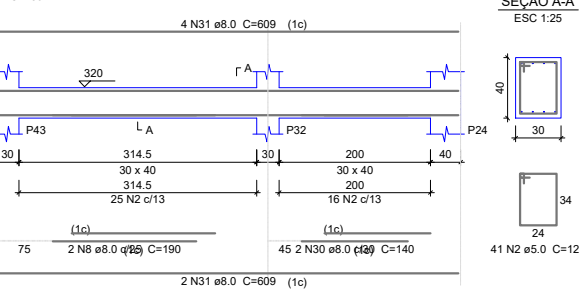 SEÇÃO A-A
ESC 1:25
4 N31 ø8.0 C=609 (1c)
320
A
A
P43
P32
P24
40
30
30
314.5
30
200
40
30 x 40
30 x 40
314.5
200
25 N2 c/13
16 N2 c/13
34
24
41 N2 ø5.0 C=12
(1c)
75
2 N8 ø8.0 C=190
45
2 N30 ø8.0 C=140
2 N31 ø8.0 C=609 (1c)